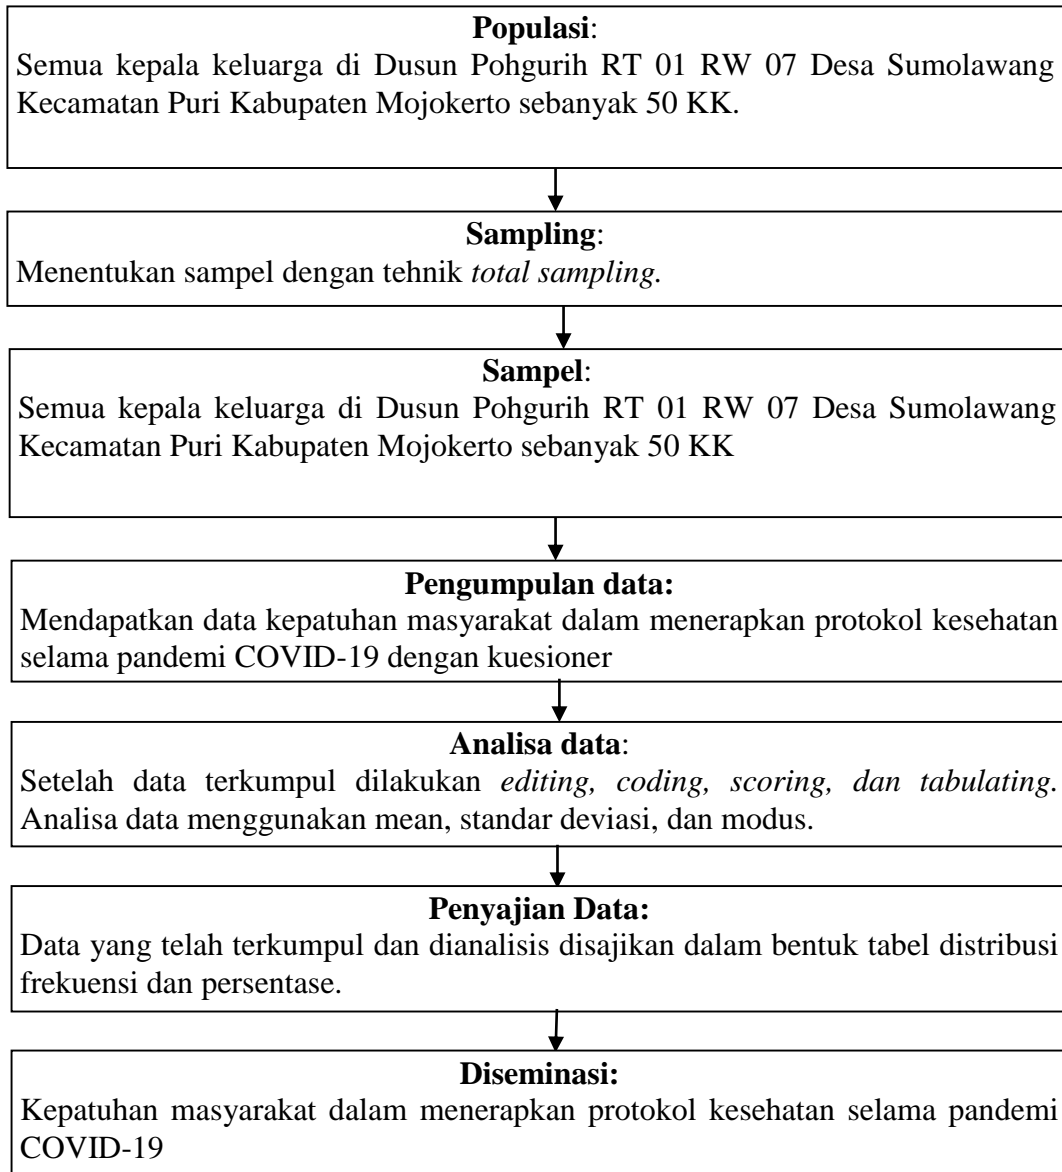 Populasi:
Semua kepala keluarga di Dusun Pohgurih RT 01 RW 07 Desa Sumolawang
Kecamatan Puri Kabupaten Mojokerto sebanyak 50 KK.
Sampling:
Menentukan sampel dengan tehnik total sampling.
Sampel:
Semua kepala keluarga di Dusun Pohgurih RT 01 RW 07 Desa Sumolawang
Kecamatan Puri Kabupaten Mojokerto sebanyak 50 KK
Pengumpulan data:
Mendapatkan data kepatuhan masyarakat dalam menerapkan protokol kesehatan
selama pandemi COVID-19 dengan kuesioner
Analisa data:
Setelah data terkumpul dilakukan editing, coding, scoring, dan tabulating.
Analisa data menggunakan mean, standar deviasi, dan modus.
Penyajian Data:
Data yang telah terkumpul dan dianalisis disajikan dalam bentuk tabel distribusi
frekuensi dan persentase.
Diseminasi:
Kepatuhan masyarakat dalam menerapkan protokol kesehatan selama pandemi
COVID-19